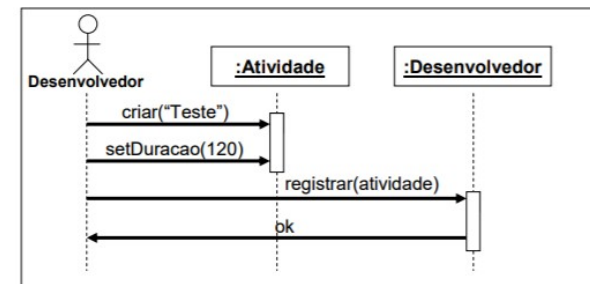 :Atividade
:Desenvolvedor
Desenvolvedor
criar(“Teste”)
setDuracao(120)
registrar(atividade)
ok